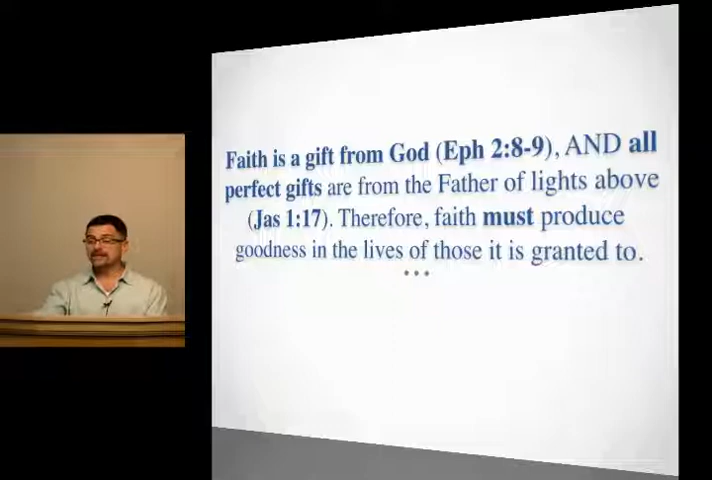 Faith is a gift from God (Eph 2:8-9), AND all
perfect gifts are from the Father of lights above
(Jas 1:17). Therefore, faith must produce
goodness in the lives of those it is granted to.
...